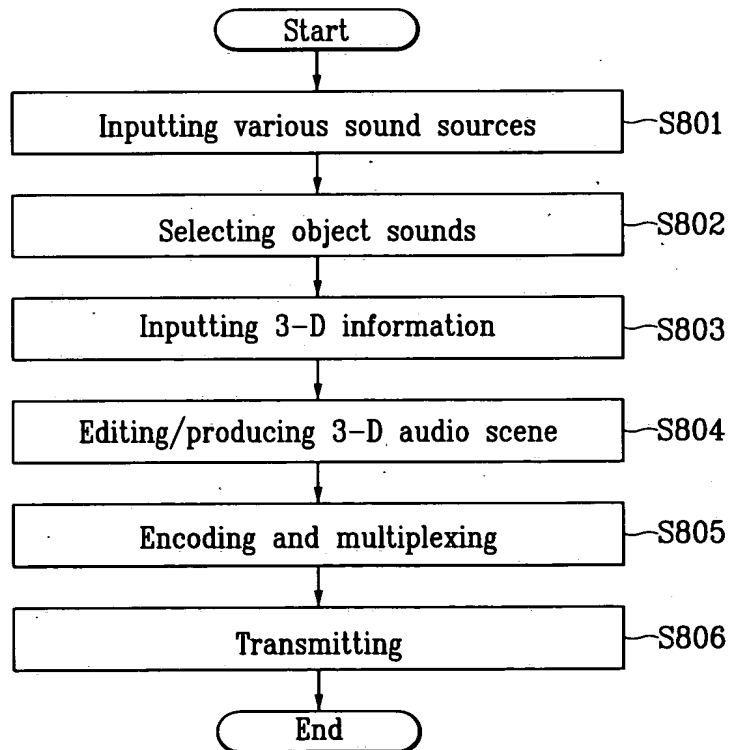 Start
Inputting various sound sources
S801
Selecting object sounds
S802
Inputting 3-D information
S803
Editing/producing 3-D audio scene
S804
Encoding and multiplexing
S805
Transmitting
S806
End